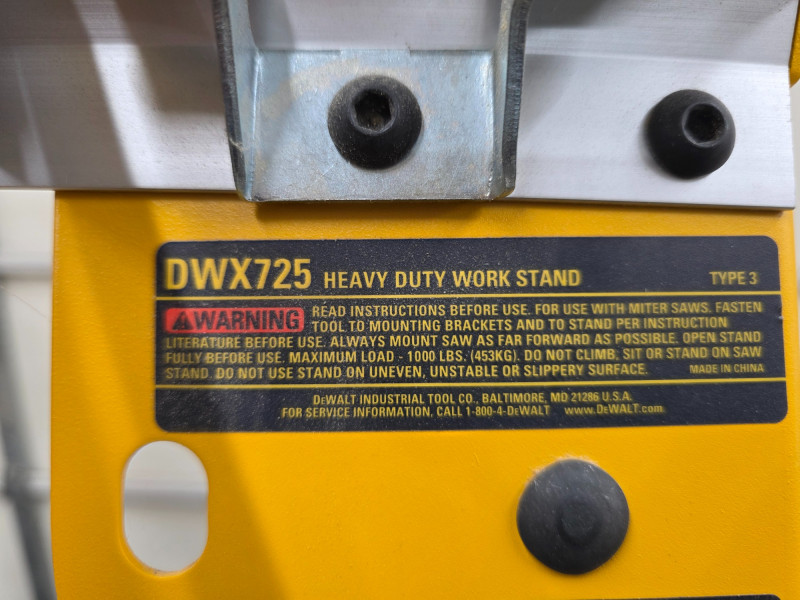 DWX725 HEAVY DUTY WORK STAND TYPE 3
⚠WARNING READ INSTRUCTIONS BEFORE USE. FOR USE WITH MITER SAWS. FASTEN
TOOL TO MOUNTING BRACKETS AND TO STAND PER INSTRUCTION
LITERATURE BEFORE USE. ALWAYS MOUNT SAW AS FAR FORWARD AS POSSIBLE. OPEN STAND
FULLY BEFORE USE. MAXIMUM LOAD - 1000 LBS. (453KG). DO NOT CLIMB, SIT OR STAND ON SAW
STAND. DO NOT USE STAND ON UNEVEN, UNSTABLE OR SLIPPERY SURFACE. MADE IN CHINA
DEWALT INDUSTRIAL TOOL CO., BALTIMORE, MD 21286 U.S.A.
FOR SERVICE INFORMATION, CALL 1-800-4-DEWALT www.DEWALT.com